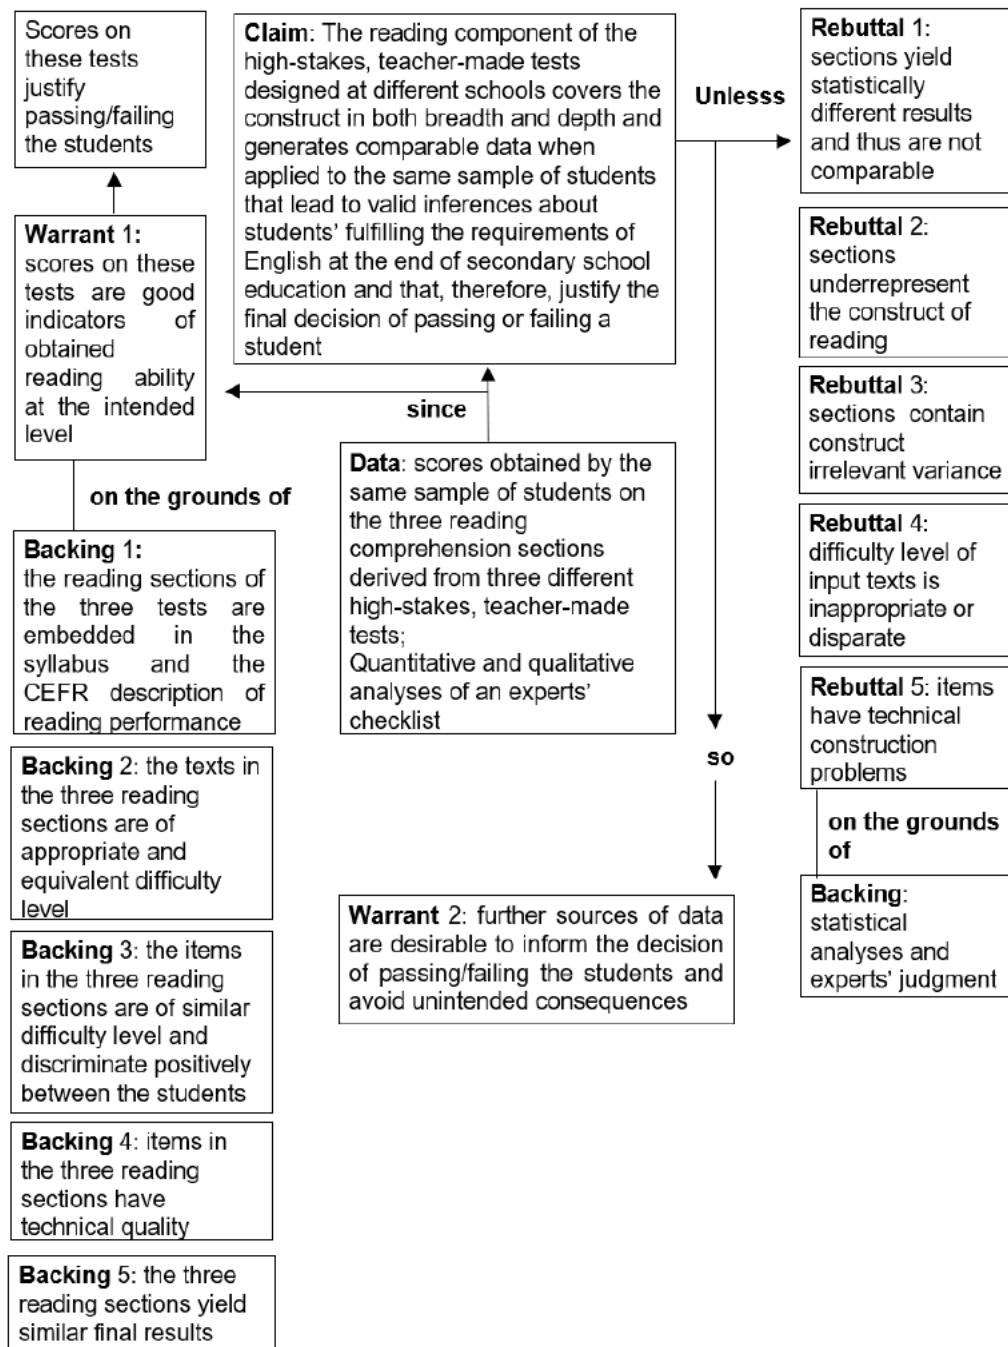 Scores on
these tests
justify
passing/failing
the students
Warrant 1:
scores on these
tests are good
indicators of
obtained
reading ability
at the intended
level
on the grounds of
Backing 1:
the reading sections of
the three tests are
embedded in the
syllabus and the
CEFR description of
reading performance
Backing 2: the texts in
the three reading
sections are of
appropriate and
equivalent difficulty
level
Backing 3: the items
in the three reading
sections are of similar
difficulty level and
discriminate positively
between the students
Backing 4: items in
the three reading
sections have
technical quality
Backing 5: the three
reading sections yield
similar final results
Claim: The reading component of the
high-stakes, teacher-made tests
designed at different schools covers the
construct in both breadth and depth and
generates comparable data when
applied to the same sample of students
that lead to valid inferences about
students' fulfilling the requirements of
English at the end of secondary school
education and that, therefore, justify the
final decision of passing or failing a
student
since
Data: scores obtained by the
same sample of students on
the three reading
comprehension sections
derived from three different
high-stakes, teacher-made
tests;
Quantitative and qualitative
analyses of an experts'
checklist
Unlesss
so
Warrant 2: further sources of data
are desirable to inform the decision
of passing/failing the students and
avoid unintended consequences
Rebuttal 1:
sections yield
statistically
different results
and thus are not
comparable
Rebuttal 2:
sections
underrepresent
the construct of
reading
Rebuttal 3:
sections contain
construct
irrelevant variance
Rebuttal 4:
difficulty level of
input texts is
inappropriate or
disparate
Rebuttal 5: items
have technical
construction
problems
on the grounds
of
Backing:
statistical
analyses and
experts' judgment